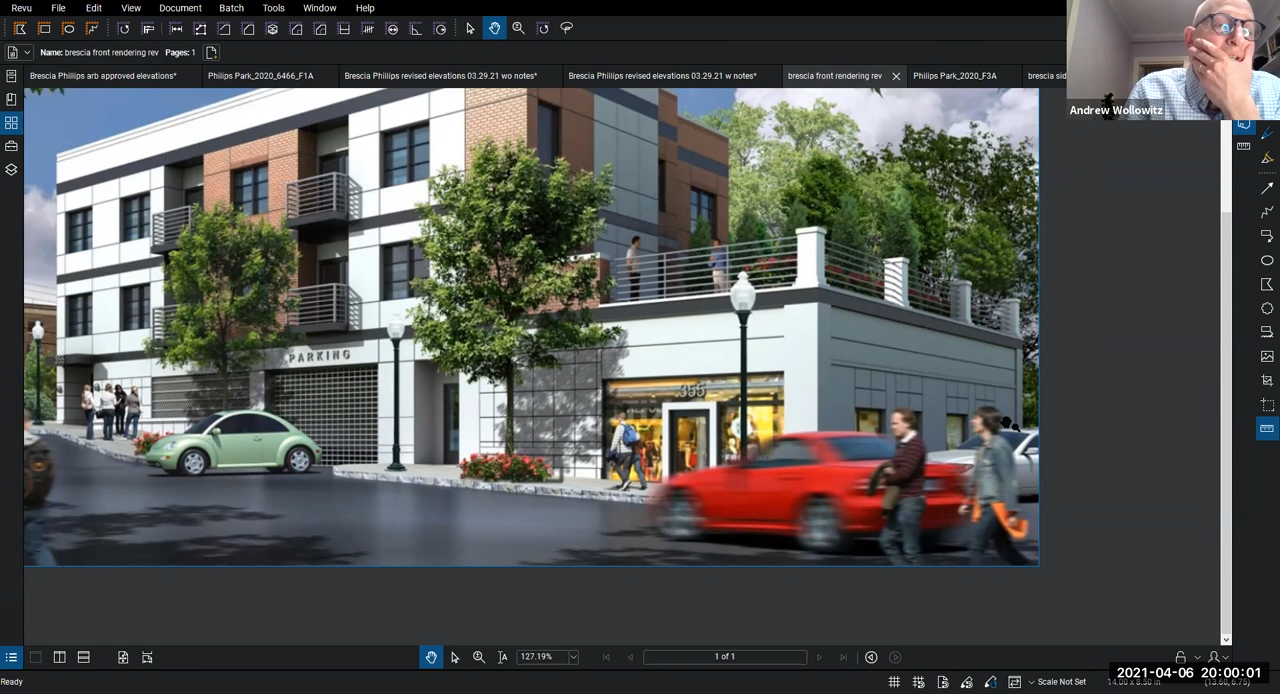 Revu File Edit View Document Batch Tools Window Help
Name: brescia front rendering rev Pages: 1
Brescia Phillips arb approved elevations* Philips Park_2020_6466_F1A Brescia Phillips revised elevations 03.29.21 wo notes* Brescia Phillips revised elevations 03.29.21 w notes* brescia front rendering rev Philips Park_2020_F3A brescia sid
Andrew Wollowitz
PARKING
355
127.19%
1 of 1
2021-04-06 20:00:01
Ready
Scale Not Set